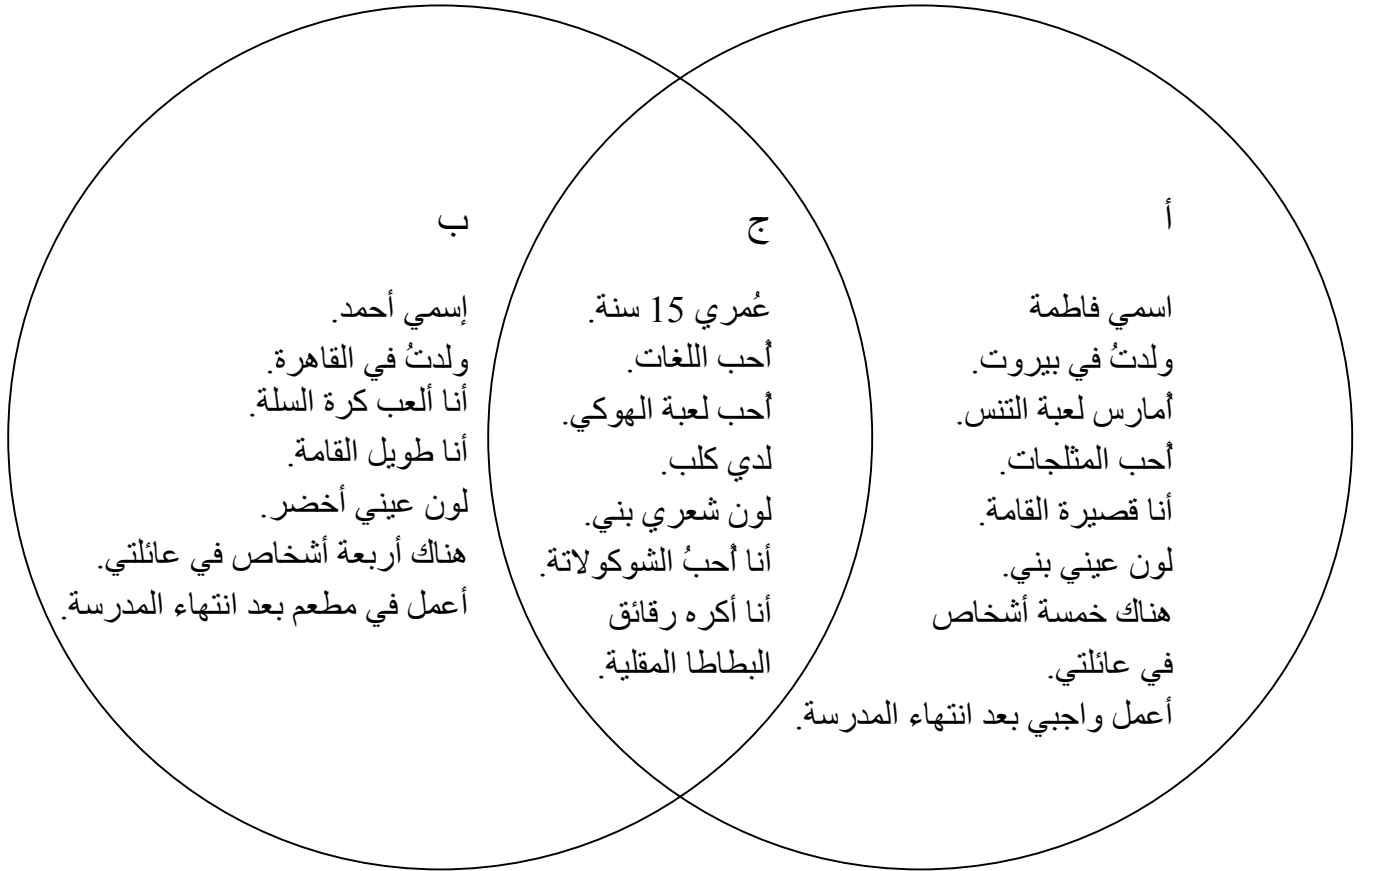 أ
اسمي فاطمة
ولدتُ في بيروت.
أُمارس لعبة التنس.
أُحب المثلجات.
أنا قصيرة القامة.
لون عيني بني.
هناك خمسة أشخاص
في عائلتي.
أعمل واجبي بعد انتهاء المدرسة.
ج
عُمري 15 سنة.
أُحب اللغات.
أُحب لعبة الهوكي.
لدي كلب.
لون شعري بني.
أنا أُحبُ الشوكولاتة.
أنا أكره رقائق
البطاطا المقلية.
ب
إسمي أحمد.
ولدتُ في القاهرة.
أنا ألعب كرة السلة.
أنا طويل القامة.
لون عيني أخضر.
هناك أربعة أشخاص في عائلتي.
أعمل في مطعم بعد انتهاء المدرسة.